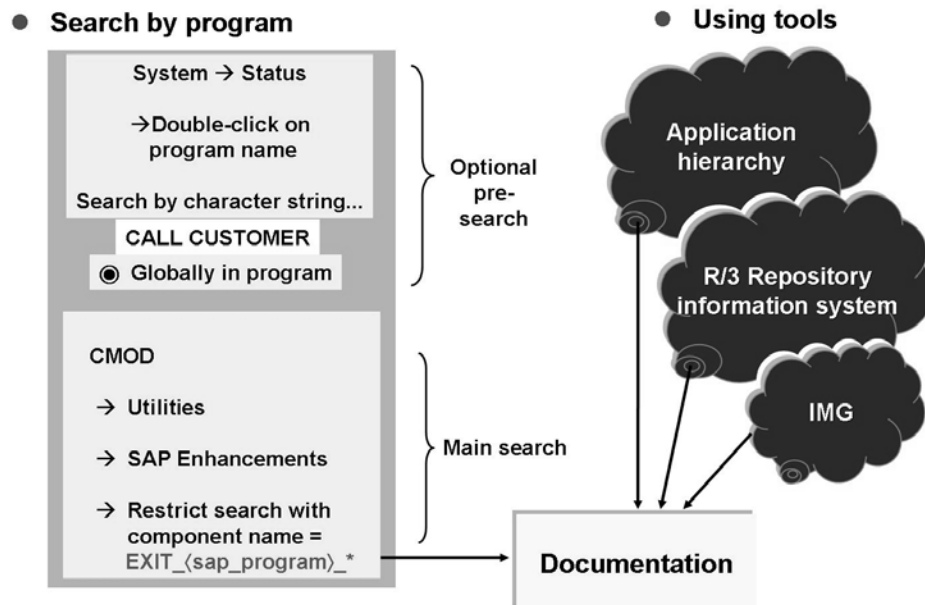 Search by program
System → Status
→Double-click on
program name
Search by character string...
CALL CUSTOMER
Globally in program
Optional
pre-
search
CMOD
→ Utilities
→ SAP Enhancements
→ Restrict search with
component name =
EXIT_⟨sap_program⟩_*
Main search
Using tools
Application
hierarchy
R/3 Repository
information system
IMG
Documentation